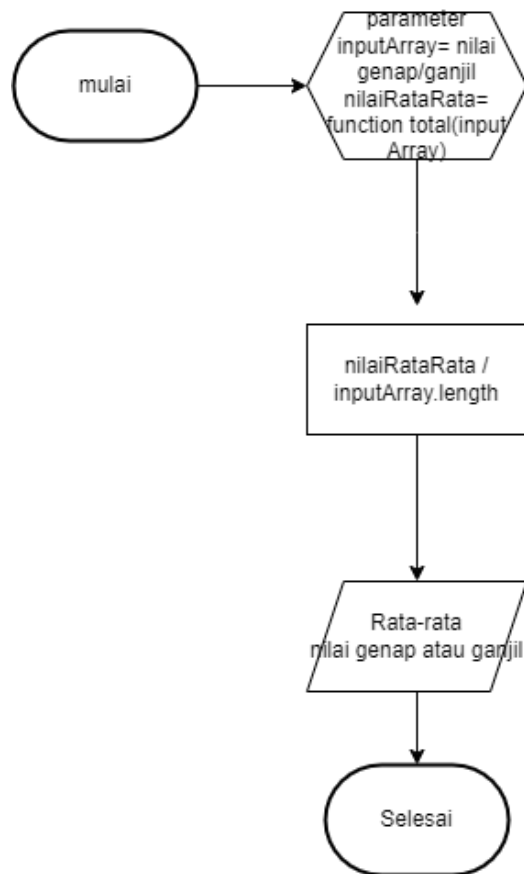 mulai
parameter
inputArray= nilai
genap/ganjil
nilaiRataRata=
function total(input
Array)
nilaiRataRata /
inputArray.length
Rata-rata
nilai genap atau ganjil
Selesai